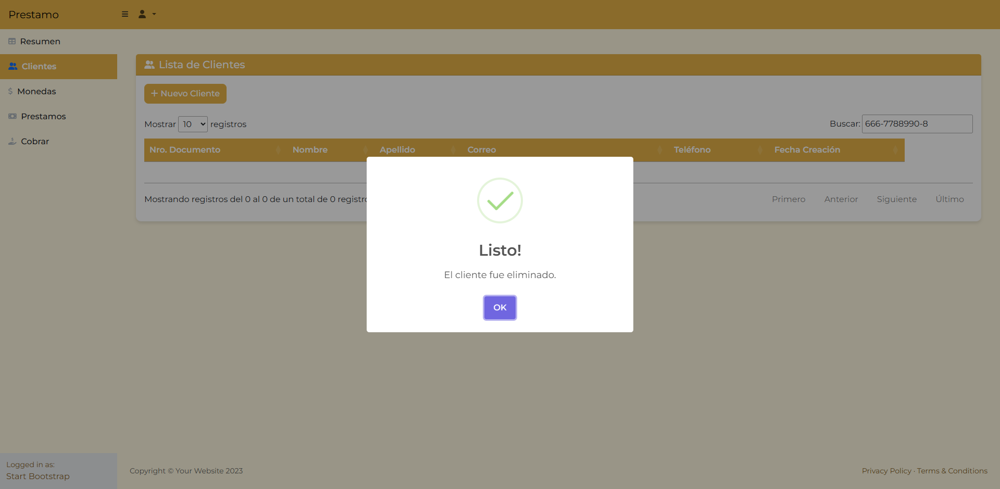 Prestamo
Resumen
Clientes
Monedas
Prestamos
Cobrar
Lista de Clientes
Nuevo Cliente
Mostrar 10 registros
Buscar: 666-7788990-8
Nro. Documento Nombre Apellido Correo Teléfono Fecha Creación
Mostrando registros del 0 al 0 de un total de 0 registro
Primero Anterior Siguiente Último
Listo!
El cliente fue eliminado.
OK
Logged in as:
Start Bootstrap
Copyright © Your Website 2023
Privacy Policy · Terms & Conditions